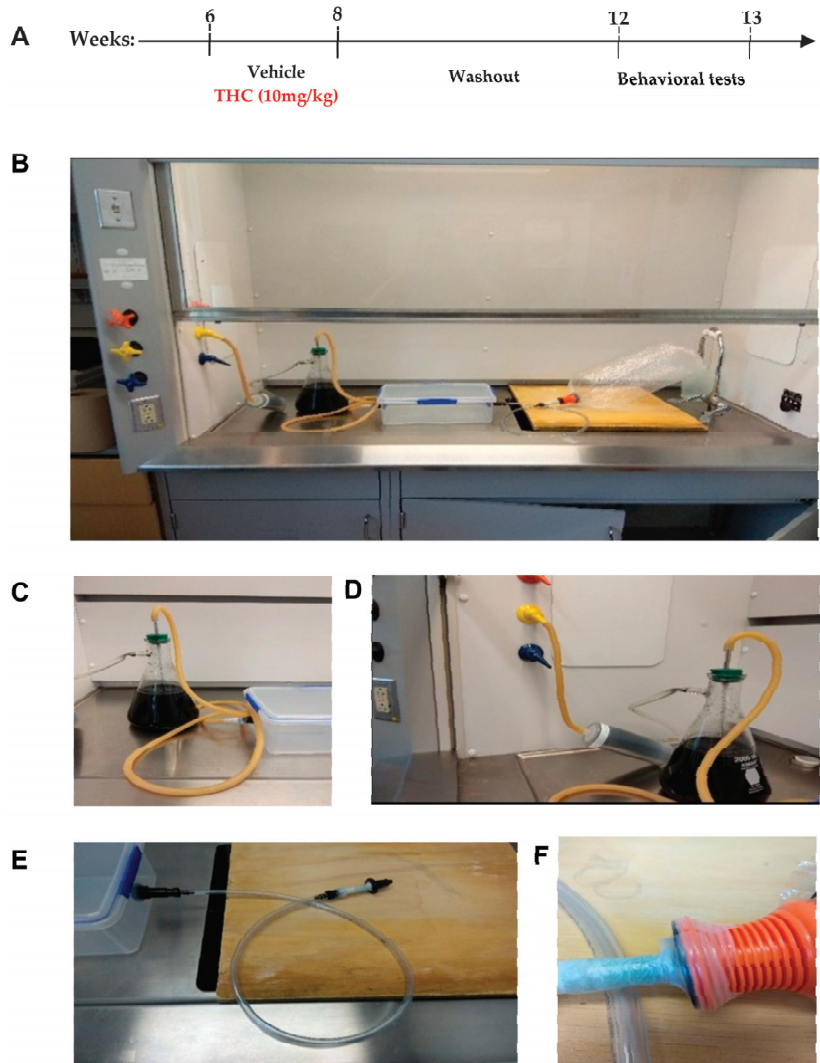 A
Weeks:
6
8
12
13
Vehicle
THC (10mg/kg)
Washout
Behavioral tests
B
C
D
E
F